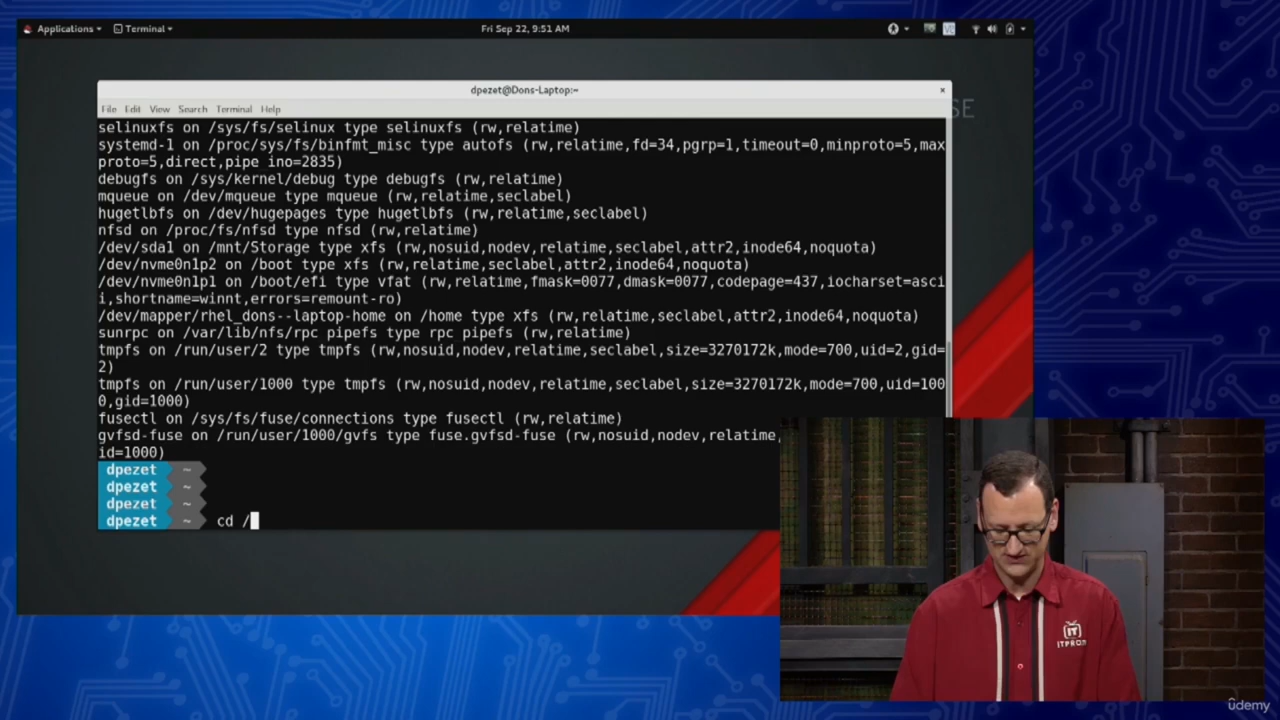 Applications Terminal Fri Sep 22, 9:51 AM
dpezet@Dons-Laptop:~ ×
File Edit View Search Terminal Help
SE
selinuxfs on /sys/fs/selinux type selinuxfs (rw,relatime)
systemd-1 on /proc/sys/fs/binfmt_misc type autofs (rw,relatime,fd=34,pgrp=1,timeout=0,minproto=5,max
proto=5,direct,pipe ino=2835)
debugfs on /sys/kernel/debug type debugfs (rw,relatime)
mqueue on /dev/mqueue type mqueue (rw,relatime,seclabel)
hugetlbfs on /dev/hugepages type hugetlbfs (rw,relatime,seclabel)
nfsd on /proc/fs/nfsd type nfsd (rw,relatime)
/dev/sda1 on /mnt/Storage type xfs (rw,nosuid,nodev,relatime,seclabel,attr2,inode64,noquota)
/dev/nvme0n1p2 on /boot type xfs (rw,relatime,seclabel,attr2,inode64,noquota)
/dev/nvme0n1p1 on /boot/efi type vfat (rw,relatime,fmask=0077,dmask=0077,codepage=437,iocharset=asci
i,shortname=winnt,errors=remount-ro)
/dev/mapper/rhel_dons--laptop-home on /home type xfs (rw,relatime,seclabel,attr2,inode64,noquota)
sunrpc on /var/lib/nfs/rpc pipefs type rpc pipefs (rw,relatime)
tmpfs on /run/user/2 type tmpfs (rw,nosuid,nodev,relatime,seclabel,size=3270172k,mode=700,uid=2,gid=
2)
tmpfs on /run/user/1000 type tmpfs (rw,nosuid,nodev,relatime,seclabel,size=3270172k,mode=700,uid=100
0,gid=1000)
fusectl on /sys/fs/fuse/connections type fusectl (rw,relatime)
gvfsd-fuse on /run/user/1000/gvfs type fuse.gvfsd-fuse (rw,nosuid,nodev,relatime,
id=1000)
dpezet ~
dpezet ~
dpezet ~
dpezet ~ cd /
IT
ITPRO
udemy